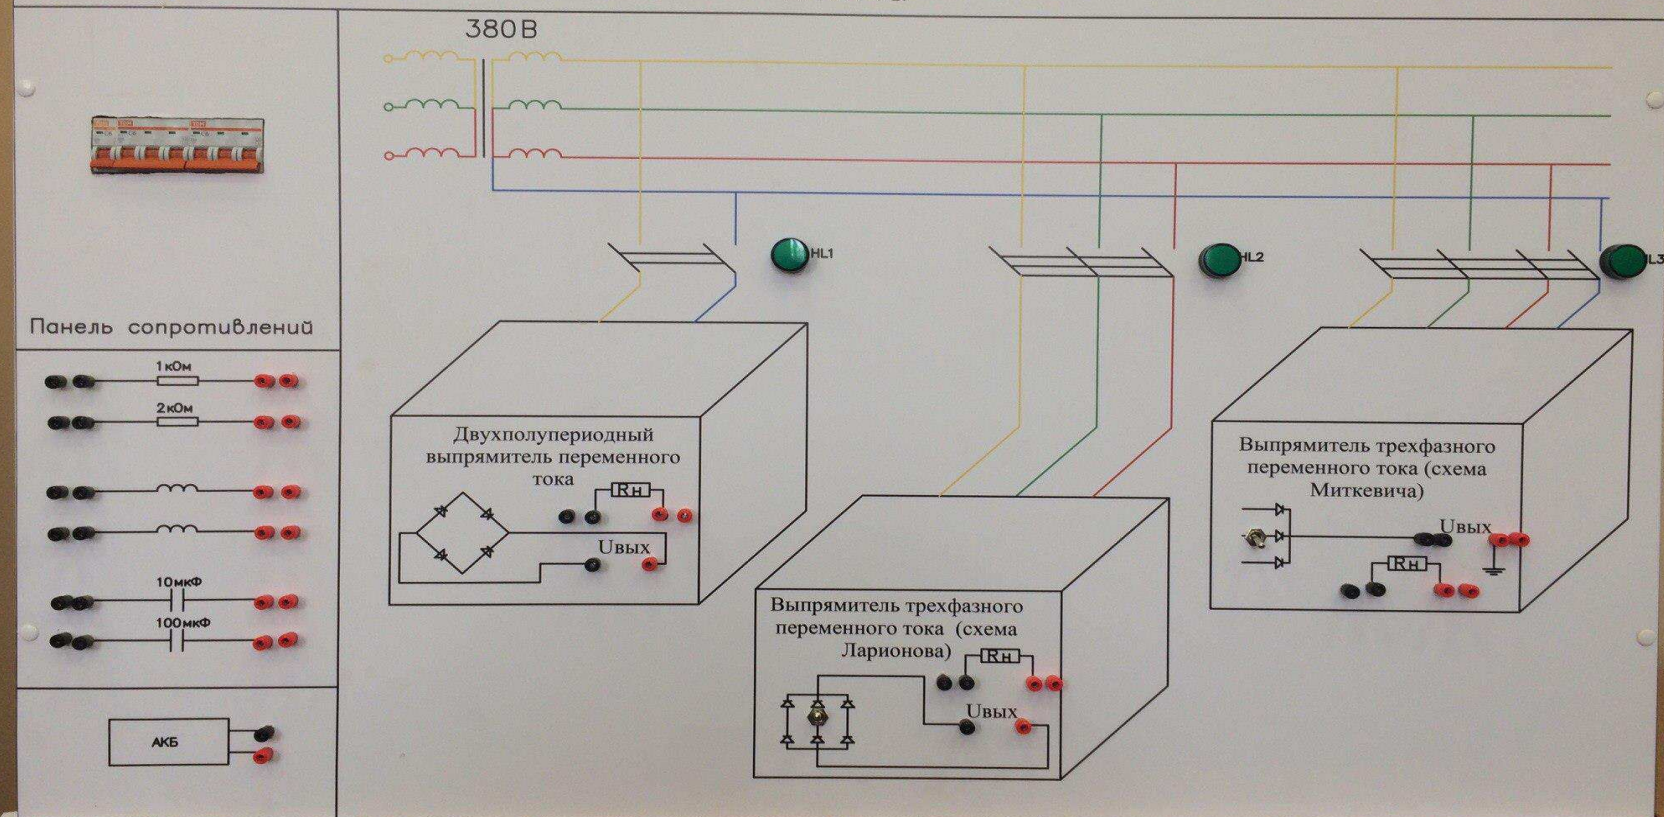 380В
HL1
HL2
HL3
Панель сопротивлений
1кОм
2кОм
10мкФ
100мкФ
АКБ
Двухполупериодный
выпрямитель переменного
тока
Rн
Uвых
Выпрямитель трехфазного
переменного тока (схема
Ларионова)
Rн
Uвых
Выпрямитель трехфазного
переменного тока (схема
Миткевича)
Uвых
Rн